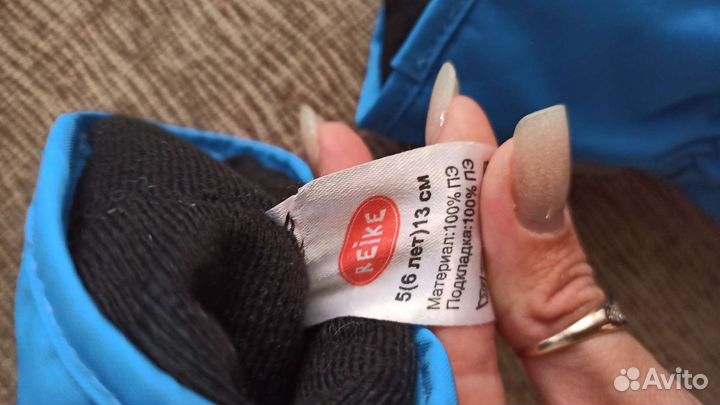 REiKE
5(6 лет)13 см
Материал:100% ПЭ
Подкладка:100% ПЭ
Avito